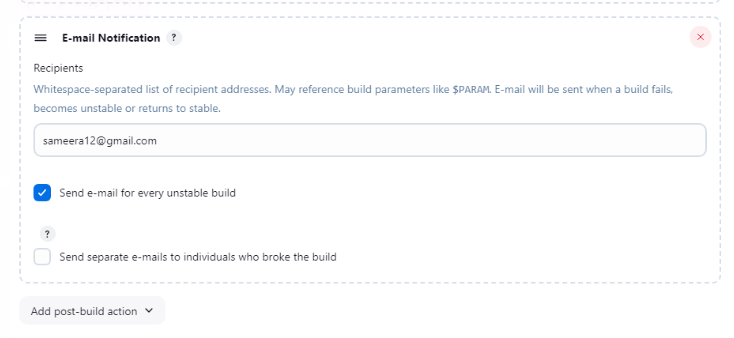 E-mail Notification ?
Recipients
Whitespace-separated list of recipient addresses. May reference build parameters like $PARAM. E-mail will be sent when a build fails,
becomes unstable or returns to stable.
sameera12@gmail.com
Send e-mail for every unstable build
?
Send separate e-mails to individuals who broke the build
Add post-build action